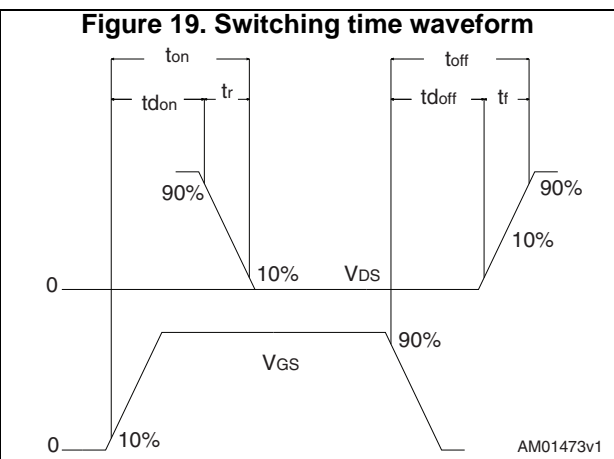 Figure 19. Switching time waveform
ton
toff
tdon
tr
tdoff
tf
90%
90%
10%
10%
VDS
0
90%
VGS
10%
0
AM01473v1